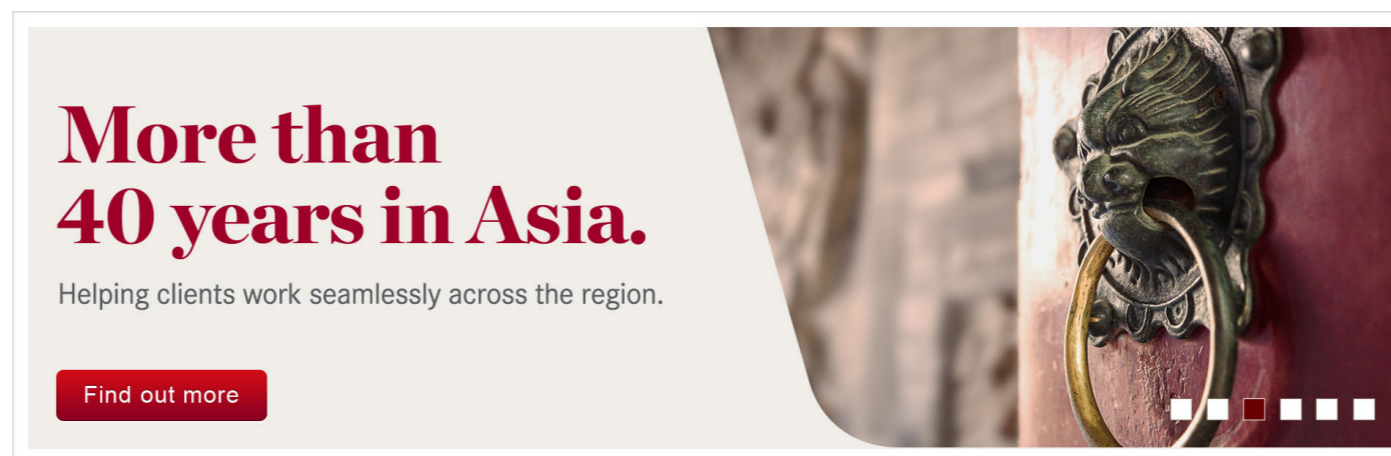 More than
40 years in Asia.
Helping clients work seamlessly across the region.
Find out more